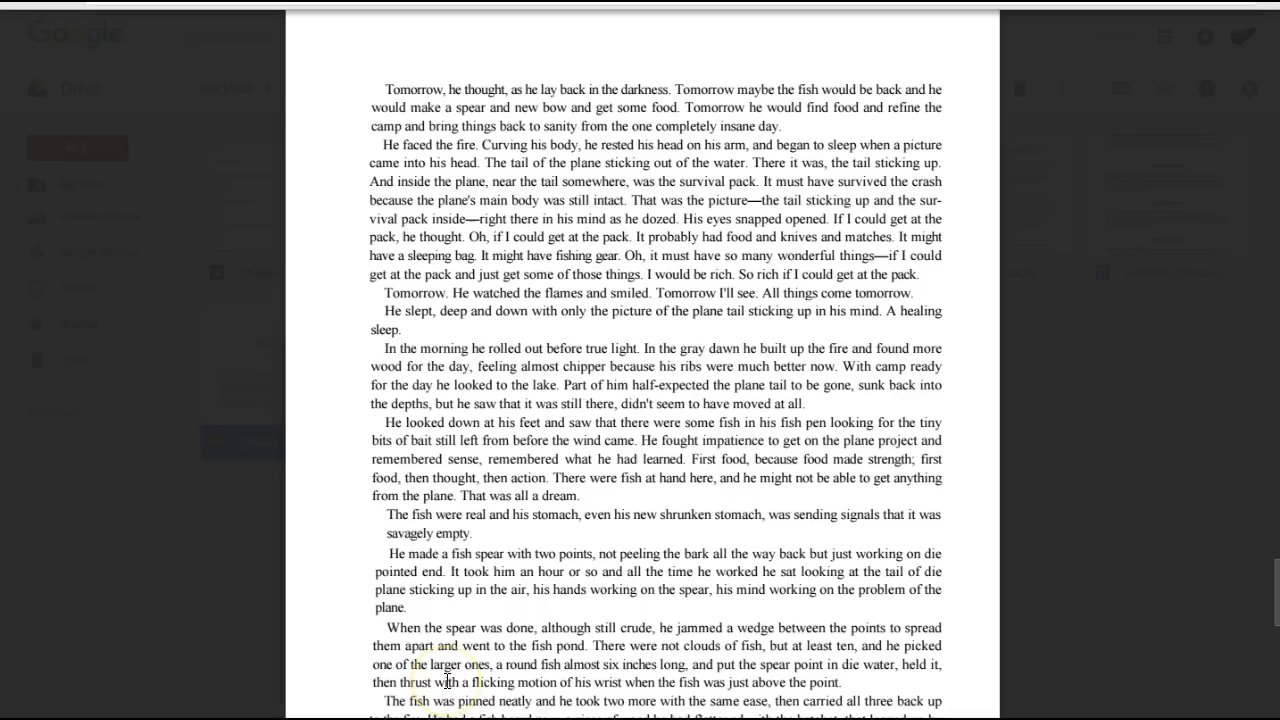 Google
Drive
Tomorrow, he thought, as he lay back in the darkness. Tomorrow maybe the fish would be back and he
would make a spear and new bow and get some food. Tomorrow he would find food and refine the
camp and bring things back to sanity from the one completely insane day.
He faced the fire. Curving his body, he rested his head on his arm, and began to sleep when a picture
came into his head. The tail of the plane sticking out of the water. There it was, the tail sticking up.
And inside the plane, near the tail somewhere, was the survival pack. It must have survived the crash
because the plane's main body was still intact. That was the picture—the tail sticking up and the sur-
vival pack inside—right there in his mind as he dozed. His eyes snapped opened. If I could get at the
pack, he thought. Oh, if I could get at the pack. It probably had food and knives and matches. It might
have a sleeping bag. It might have fishing gear. Oh, it must have so many wonderful things—if I could
get at the pack and just get some of those things. I would be rich. So rich if I could get at the pack.
Tomorrow. He watched the flames and smiled. Tomorrow I'll see. All things come tomorrow.
He slept, deep and down with only the picture of the plane tail sticking up in his mind. A healing
sleep.
In the morning he rolled out before true light. In the gray dawn he built up the fire and found more
wood for the day, feeling almost chipper because his ribs were much better now. With camp ready
for the day he looked to the lake. Part of him half-expected the plane tail to be gone, sunk back into
the depths, but he saw that it was still there, didn't seem to have moved at all.
He looked down at his feet and saw that there were some fish in his fish pen looking for the tiny
bits of bait still left from before the wind came. He fought impatience to get on the plane project and
remembered sense, remembered what he had learned. First food, because food made strength; first
food, then thought, then action. There were fish at hand here, and he might not be able to get anything
from the plane. That was all a dream.
The fish were real and his stomach, even his new shrunken stomach, was sending signals that it was
savagely empty.
He made a fish spear with two points, not peeling the bark all the way back but just working on die
pointed end. It took him an hour or so and all the time he worked he sat looking at the tail of die
plane sticking up in the air, his hands working on the spear, his mind working on the problem of the
plane.
When the spear was done, although still crude, he jammed a wedge between the points to spread
them apart and went to the fish pond. There were not clouds of fish, but at least ten, and he picked
one of the larger ones, a round fish almost six inches long, and put the spear point in die water, held it,
then thrust with a flicking motion of his wrist when the fish was just above the point.
The fish was pinned neatly and he took two more with the same ease, then carried all three back up